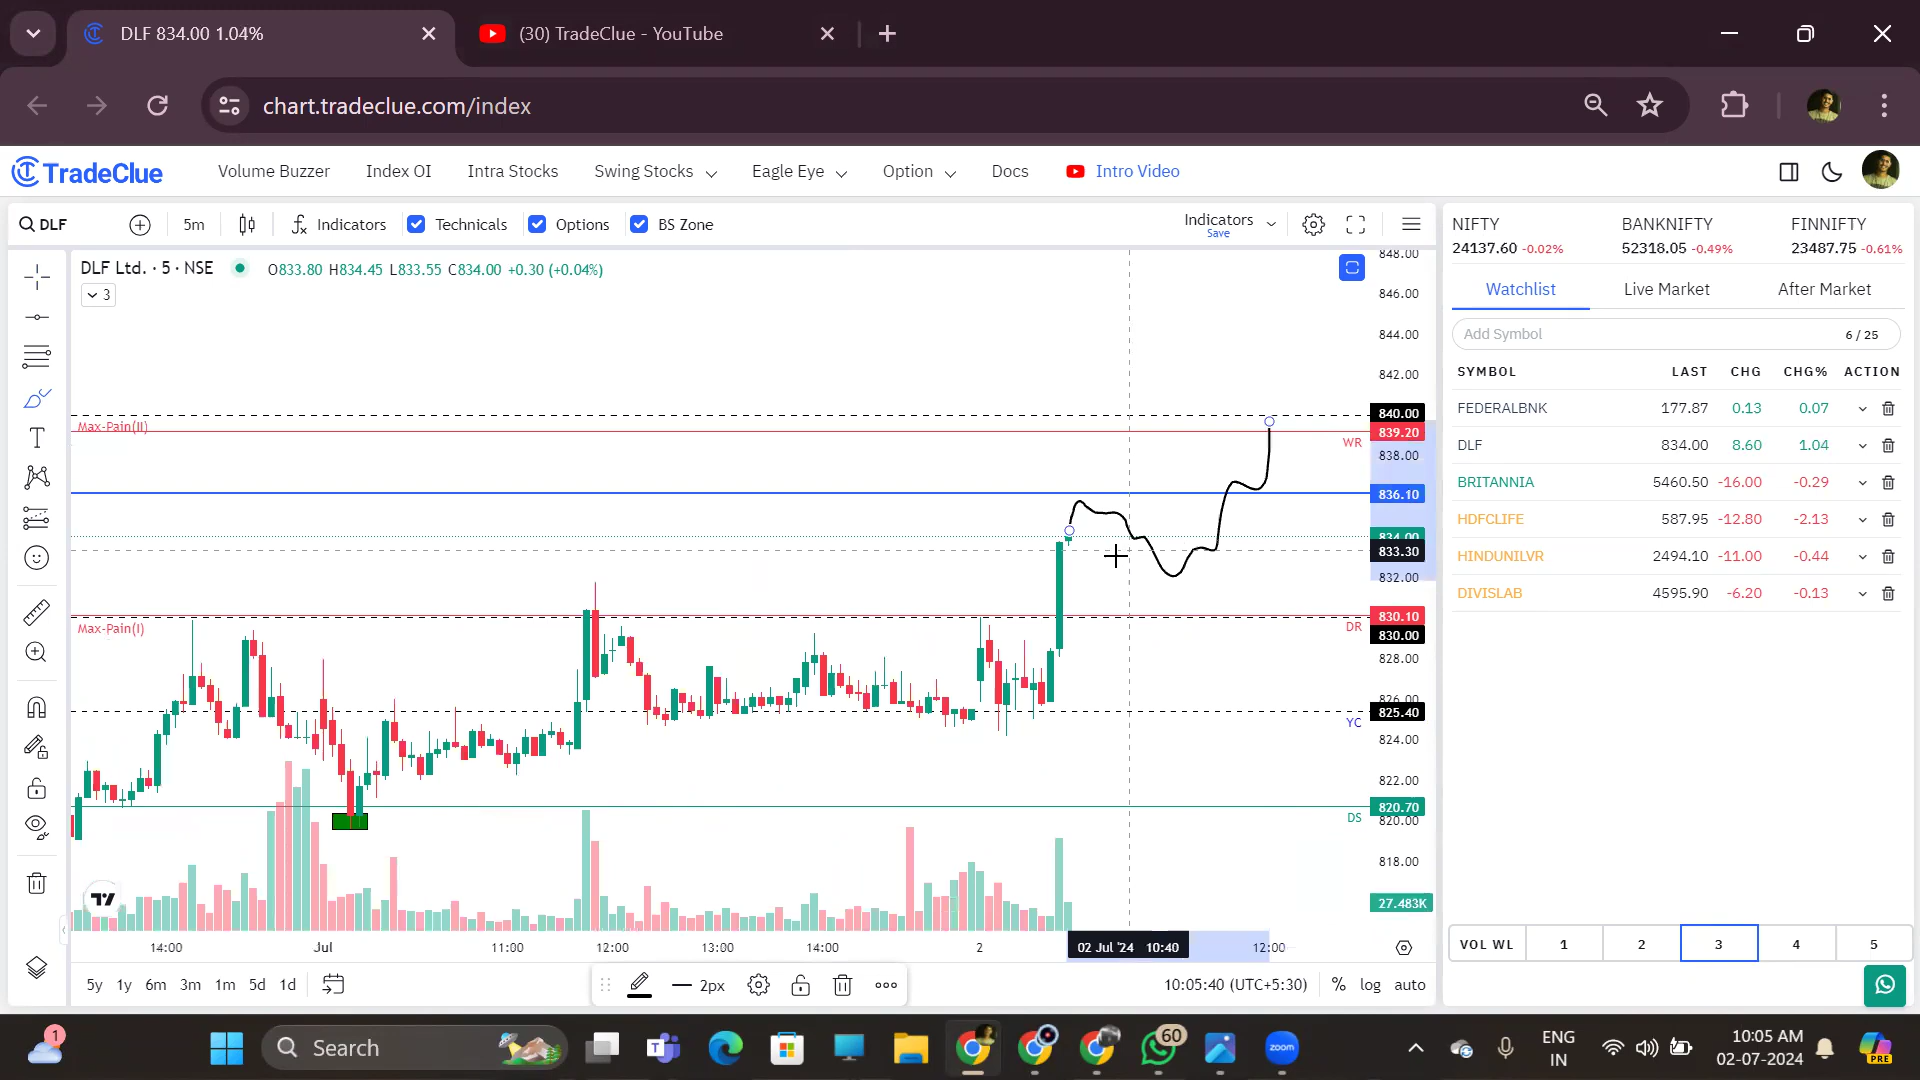 DLF 834.00 1.04%
(30) TradeClue - YouTube
chart.tradeclue.com/index
TradeClue
Volume Buzzer
Index OI
Intra Stocks
Swing Stocks
Eagle Eye
Option
Docs
Intro Video
DLF
5m
Indicators
Technicals
Options
BS Zone
Indicators
Save
DLF Ltd. · 5 · NSE
O833.80 H834.45 L833.55 C834.00 +0.30 (+0.04%)
3
Max-Pain(II)
WR
Max-Pain(I)
DR
YC
DS
848.00
846.00
844.00
842.00
840.00
839.20
838.00
836.10
834.00
833.30
832.00
830.10
830.00
828.00
826.00
825.40
824.00
822.00
820.70
820.00
818.00
27.483K
14:00
Jul
11:00
12:00
13:00
14:00
2
02 Jul '24 10:40
12:00
5y
1y
6m
3m
1m
5d
1d
2px
10:05:40 (UTC+5:30)
%
log
auto
NIFTY
24137.60 -0.02%
BANKNIFTY
52318.05 -0.49%
FINNIFTY
23487.75 -0.61%
Watchlist
Live Market
After Market
Add Symbol
6 / 25
SYMBOL LAST CHG CHG% ACTION
FEDERALBNK 177.87 0.13 0.07
DLF 834.00 8.60 1.04
BRITANNIA 5460.50 -16.00 -0.29
HDFCLIFE 587.95 -12.80 -2.13
HINDUNILVR 2494.10 -11.00 -0.44
DIVISLAB 4595.90 -6.20 -0.13
VOL WL 1 2 3 4 5
1
Search
60
zoom
PRE
ENG
IN
10:05 AM
02-07-2024